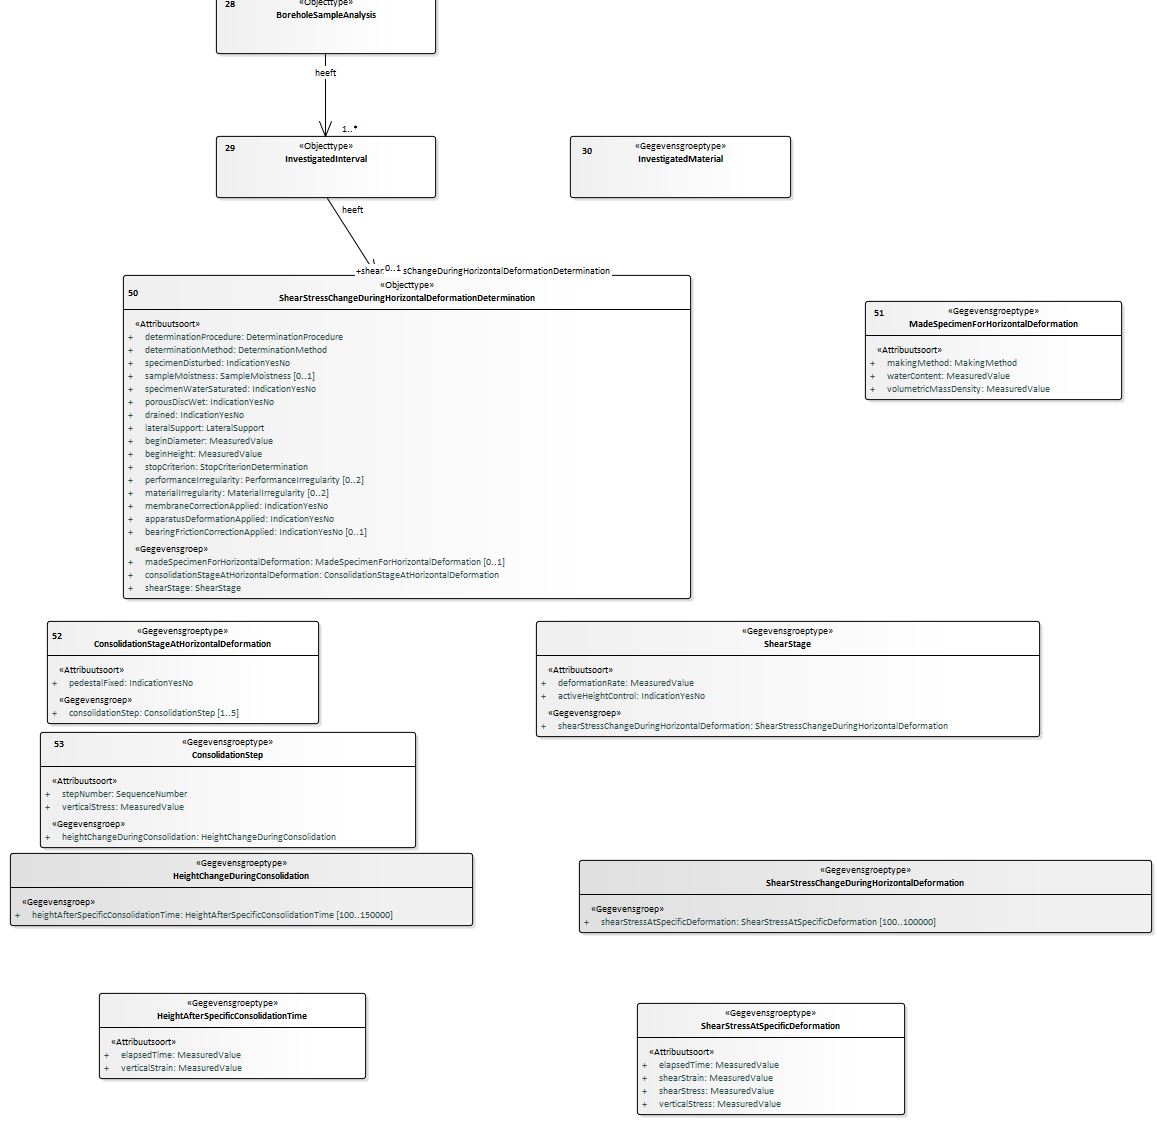 28
«Objecttype»
BoreholeSampleAnalysis
heeft
1..*
29
«Objecttype»
InvestigatedInterval
30
«Gegevensgroeptype»
InvestigatedMaterial
heeft
+shear
0..1
sChangeDuringHorizontalDeformationDetermination
50
«Objecttype»
ShearStressChangeDuringHorizontalDeformationDetermination
«Attribuutsoort»
+ determinationProcedure: DeterminationProcedure
+ determinationMethod: DeterminationMethod
+ specimenDisturbed: IndicationYesNo
+ sampleMoistness: SampleMoistness [0..1]
+ specimenWaterSaturated: IndicationYesNo
+ porousDiscWet: IndicationYesNo
+ drained: IndicationYesNo
+ lateralSupport: LateralSupport
+ beginDiameter: MeasuredValue
+ beginHeight: MeasuredValue
+ stopCriterion: StopCriterionDetermination
+ performanceIrregularity: PerformanceIrregularity [0..2]
+ materialIrregularity: MaterialIrregularity [0..2]
+ membraneCorrectionApplied: IndicationYesNo
+ apparatusDeformationApplied: IndicationYesNo
+ bearingFrictionCorrectionApplied: IndicationYesNo [0..1]
«Gegevensgroep»
+ madeSpecimenForHorizontalDeformation: MadeSpecimenForHorizontalDeformation [0..1]
+ consolidationStageAtHorizontalDeformation: ConsolidationStageAtHorizontalDeformation
+ shearStage: ShearStage
51
«Gegevensgroeptype»
MadeSpecimenForHorizontalDeformation
«Attribuutsoort»
+ makingMethod: MakingMethod
+ waterContent: MeasuredValue
+ volumetricMassDensity: MeasuredValue
52
«Gegevensgroeptype»
ConsolidationStageAtHorizontalDeformation
«Attribuutsoort»
+ pedestalFixed: IndicationYesNo
«Gegevensgroep»
+ consolidationStep: ConsolidationStep [1..5]
«Gegevensgroeptype»
ShearStage
«Attribuutsoort»
+ deformationRate: MeasuredValue
+ activeHeightControl: IndicationYesNo
«Gegevensgroep»
+ shearStressChangeDuringHorizontalDeformation: ShearStressChangeDuringHorizontalDeformation
53
«Gegevensgroeptype»
ConsolidationStep
«Attribuutsoort»
+ stepNumber: SequenceNumber
+ verticalStress: MeasuredValue
«Gegevensgroep»
+ heightChangeDuringConsolidation: HeightChangeDuringConsolidation
«Gegevensgroeptype»
HeightChangeDuringConsolidation
«Gegevensgroep»
+ heightAfterSpecificConsolidationTime: HeightAfterSpecificConsolidationTime [100..150000]
«Gegevensgroeptype»
ShearStressChangeDuringHorizontalDeformation
«Gegevensgroep»
+ shearStressAtSpecificDeformation: ShearStressAtSpecificDeformation [100..100000]
«Gegevensgroeptype»
HeightAfterSpecificConsolidationTime
«Attribuutsoort»
+ elapsedTime: MeasuredValue
+ verticalStrain: MeasuredValue
«Gegevensgroeptype»
ShearStressAtSpecificDeformation
«Attribuutsoort»
+ elapsedTime: MeasuredValue
+ shearStrain: MeasuredValue
+ shearStress: MeasuredValue
+ verticalStress: MeasuredValue